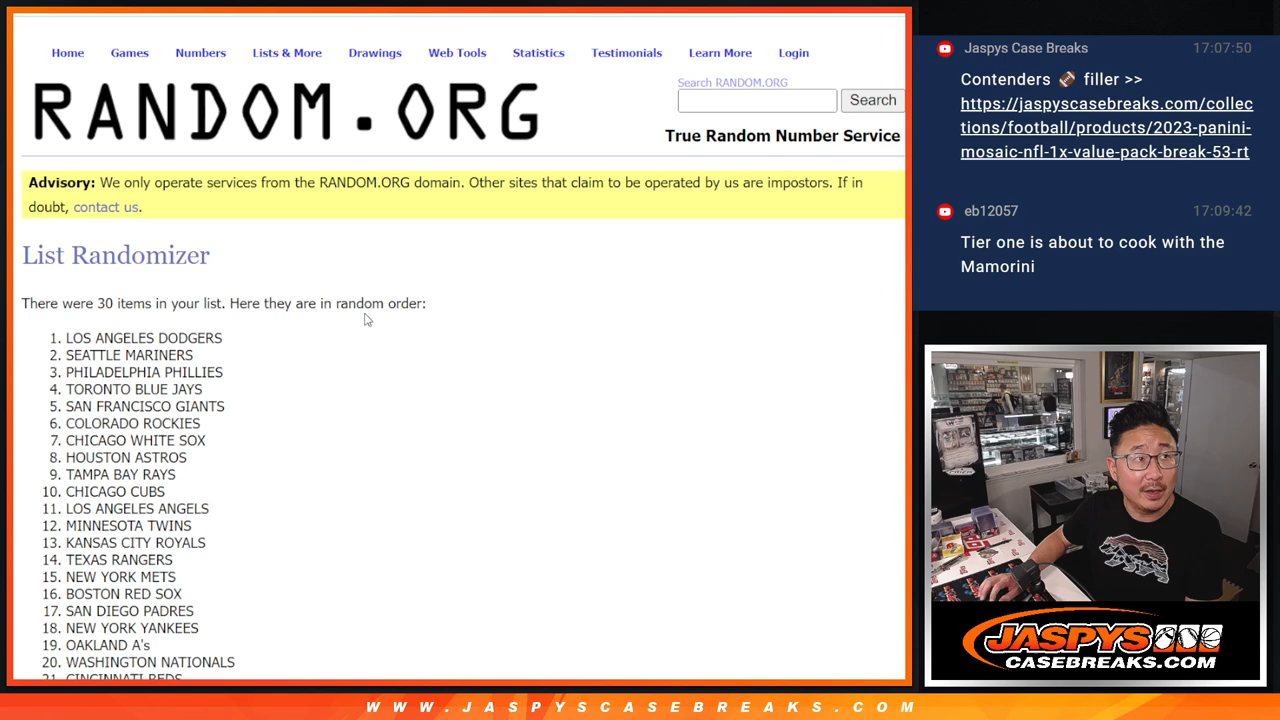 Home Games Numbers Lists & More Drawings Web Tools Statistics Testimonials Learn More Login
RANDOM.ORG
Search RANDOM.ORG
Search
True Random Number Service
Advisory: We only operate services from the RANDOM.ORG domain. Other sites that claim to be operated by us are impostors. If in
doubt, contact us.
List Randomizer
There were 30 items in your list. Here they are in random order:
1. LOS ANGELES DODGERS
2. SEATTLE MARINERS
3. PHILADELPHIA PHILLIES
4. TORONTO BLUE JAYS
5. SAN FRANCISCO GIANTS
6. COLORADO ROCKIES
7. CHICAGO WHITE SOX
8. HOUSTON ASTROS
9. TAMPA BAY RAYS
10. CHICAGO CUBS
11. LOS ANGELES ANGELS
12. MINNESOTA TWINS
13. KANSAS CITY ROYALS
14. TEXAS RANGERS
15. NEW YORK METS
16. BOSTON RED SOX
17. SAN DIEGO PADRES
18. NEW YORK YANKEES
19. OAKLAND A's
20. WASHINGTON NATIONALS
21. CINCINNATI REDS
Jaspys Case Breaks 17:07:50
Contenders 🏈 filler >>
https://jaspyscasebreaks.com/collec
tions/football/products/2023-panini-
mosaic-nfl-1x-value-pack-break-53-rt
eb12057 17:09:42
Tier one is about to cook with the
Mamorini
JASPYS
CASEBREAKS.COM
WWW.JASPYSCASEBREAKS.COM